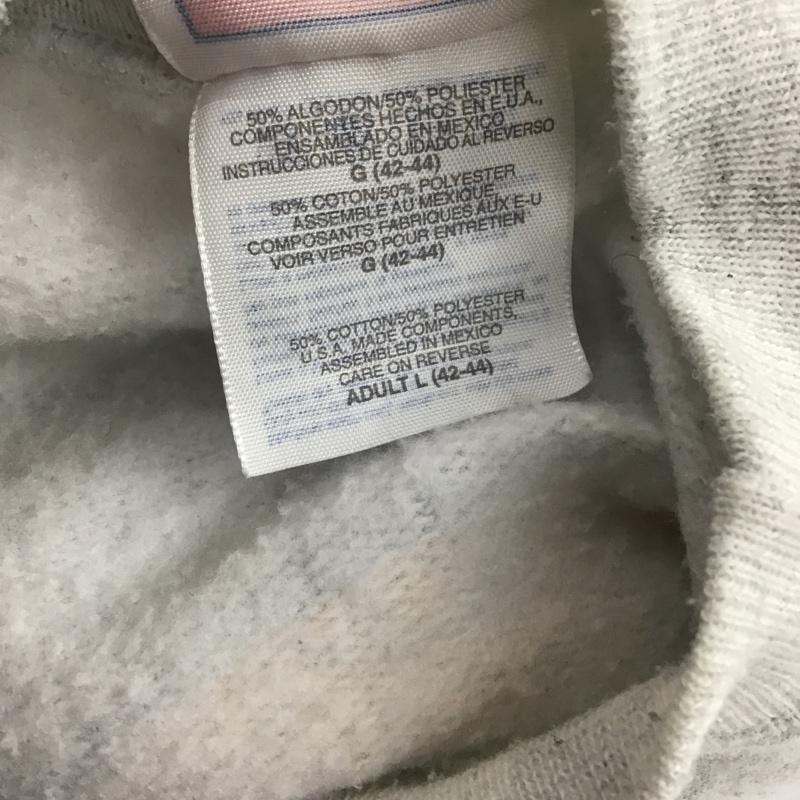 50% ALGODON/50% POLIESTER
COMPONENTES HECHOS EN E.U.A.,
ENSAMBLADO EN MEXICO
INSTRUCCIONES DE CUIDADO AL REVERSO
G (42-44)
50% COTON/50% POLYESTER
ASSEMBLE AU MEXIQUE,
COMPOSANTS FABRIQUES AUX E-U
VOIR VERSO POUR ENTRETIEN
G (42-44)
50% COTTON/50% POLYESTER
U.S.A. MADE COMPONENTS,
ASSEMBLED IN MEXICO
CARE ON REVERSE
ADULT L (42-44)